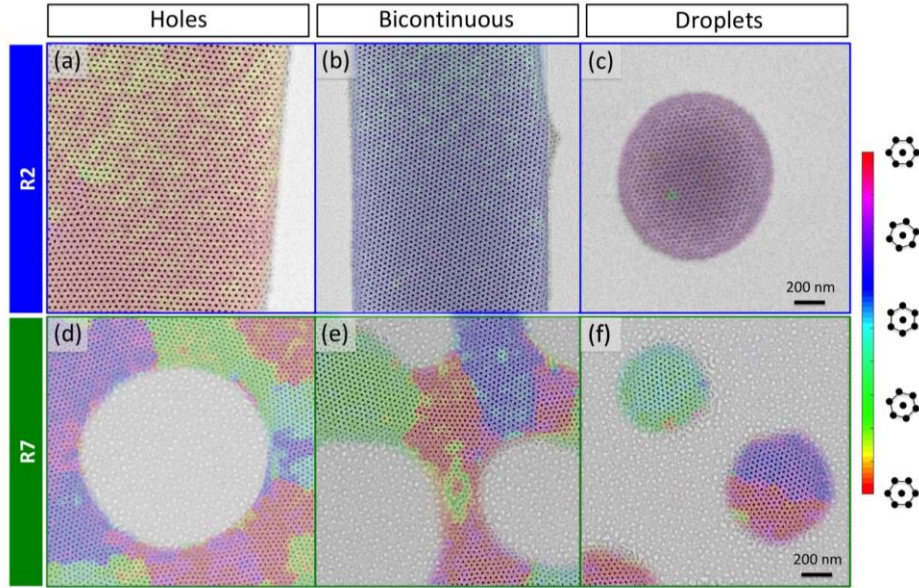 Holes
Bicontinuous
Droplets
R2
(a)
(b)
(c)
200 nm
R7
(d)
(e)
(f)
200 nm